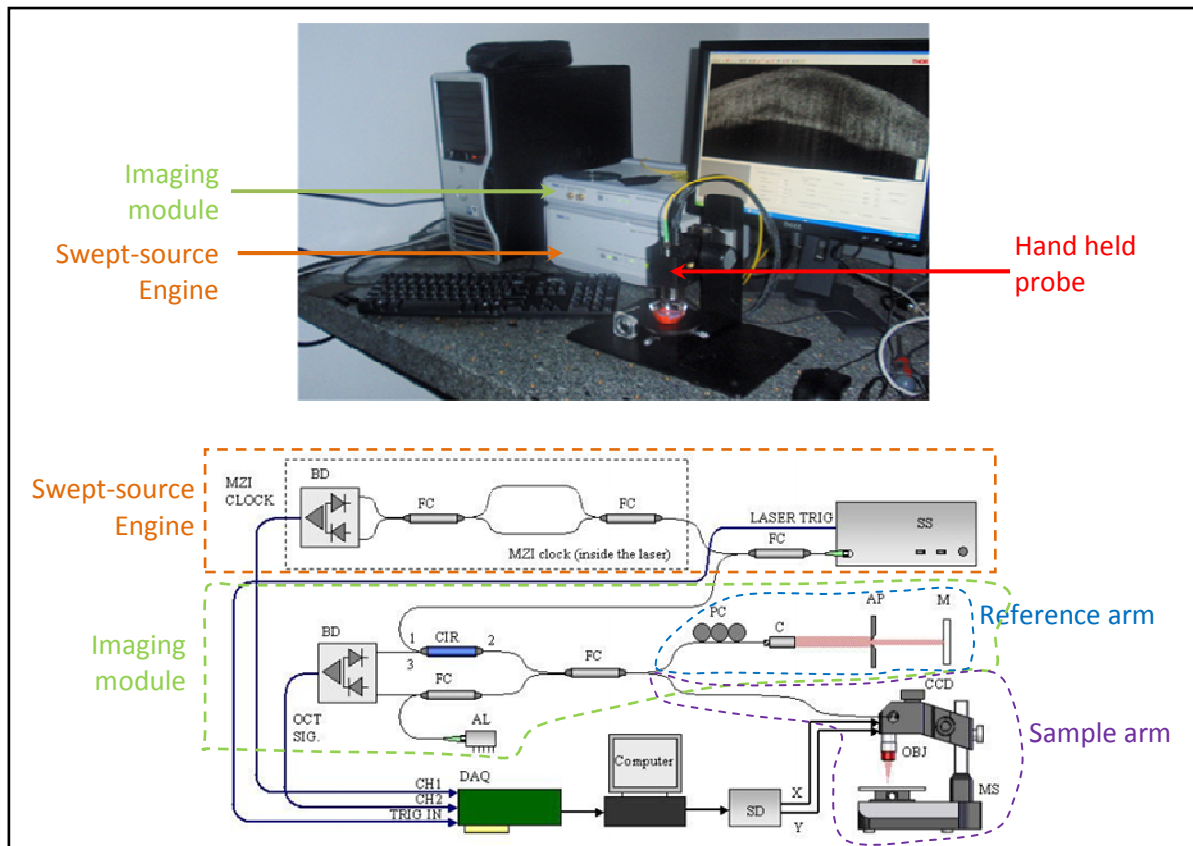 Imaging
module
Swept-source
Engine
Hand held
probe
Swept-source
Engine
MZI
CLOCK
BD
FC
FC
MZI clock (inside the laser)
LASER TRIG
FC
SS
Imaging
module
BD
1
CIR
2
3
FC
FC
OCT
SIG.
AL
PC
C
AP
M
Reference arm
CCD
OBJ
MS
Sample arm
CH1
CH2
TRIG IN
DAQ
Computer
SD
X
Y